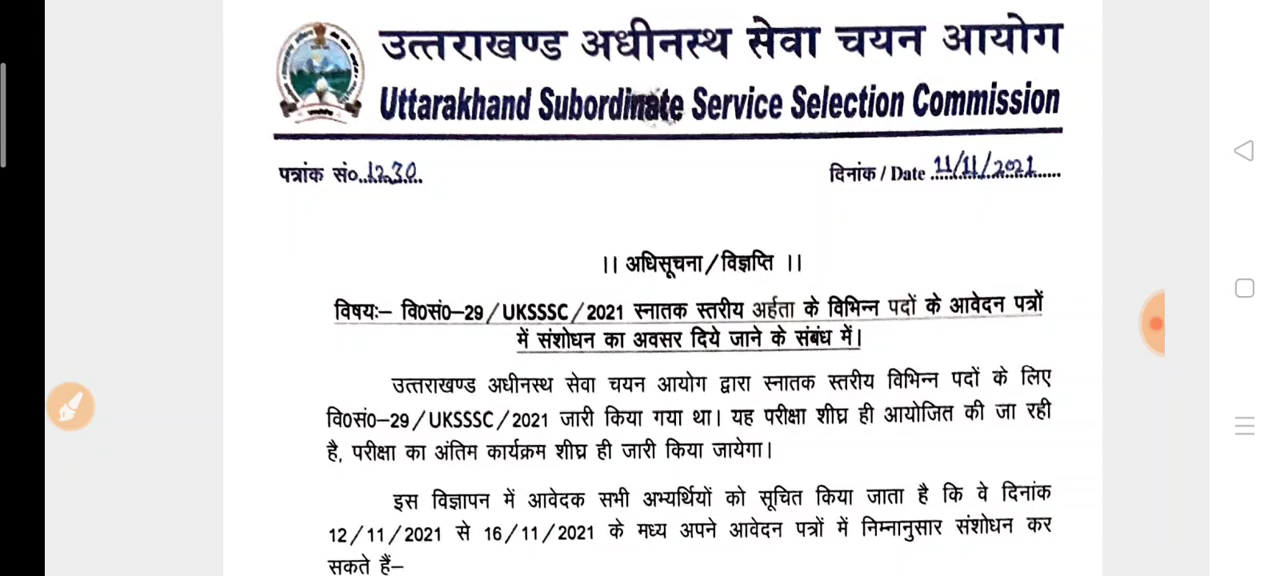 उत्तराखण्ड अधीनस्थ सेवा चयन आयोग
Uttarakhand Subordinate Service Selection Commission
पत्रांक सं०..1230..
दिनांक / Date ..11/11/2021.....
।। अधिसूचना/विज्ञप्ति ।।
विषयः– वि0सं0–29/UKSSSC/2021 स्नातक स्तरीय अर्हता के विभिन्न पदों के आवेदन पत्रों
में संशोधन का अवसर दिये जाने के संबंध में।
उत्तराखण्ड अधीनस्थ सेवा चयन आयोग द्वारा स्नातक स्तरीय विभिन्न पदों के लिए
वि0सं0–29/UKSSSC/2021 जारी किया गया था। यह परीक्षा शीघ्र ही आयोजित की जा रही
है, परीक्षा का अंतिम कार्यक्रम शीघ्र ही जारी किया जायेगा।
इस विज्ञापन में आवेदक सभी अभ्यर्थियों को सूचित किया जाता है कि वे दिनांक
12/11/2021 से 16/11/2021 के मध्य अपने आवेदन पत्रों में निम्नानुसार संशोधन कर
सकते हैं–